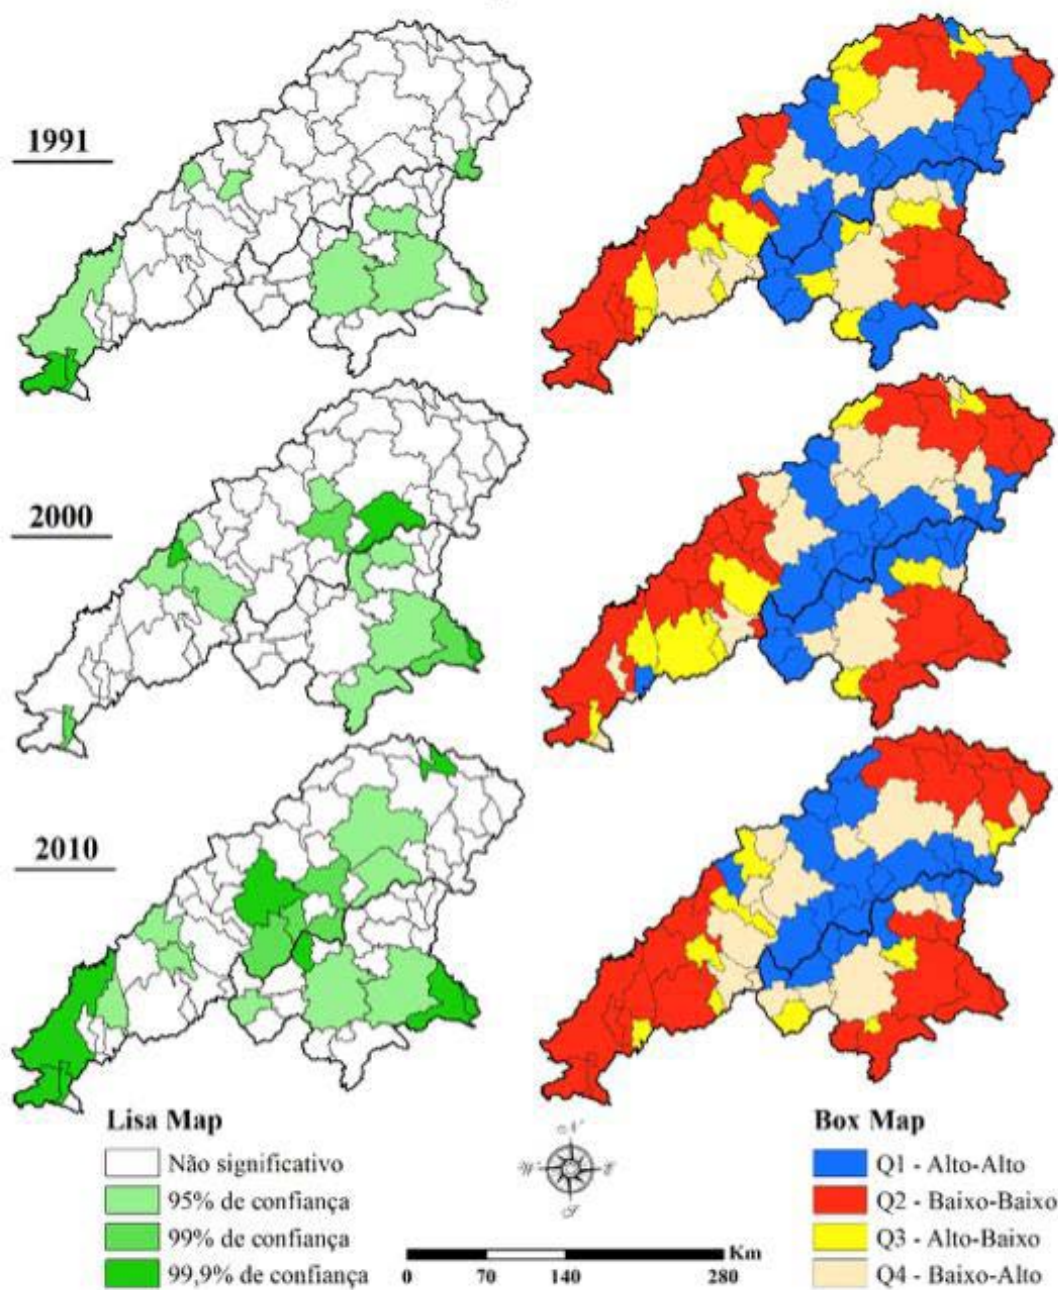 1991
2000
2010
Lisa Map
Não significativo
95% de confiança
99% de confiança
99,9% de confiança
N
W
E
S
Km
0 70 140 280
Box Map
Q1 - Alto-Alto
Q2 - Baixo-Baixo
Q3 - Alto-Baixo
Q4 - Baixo-Alto